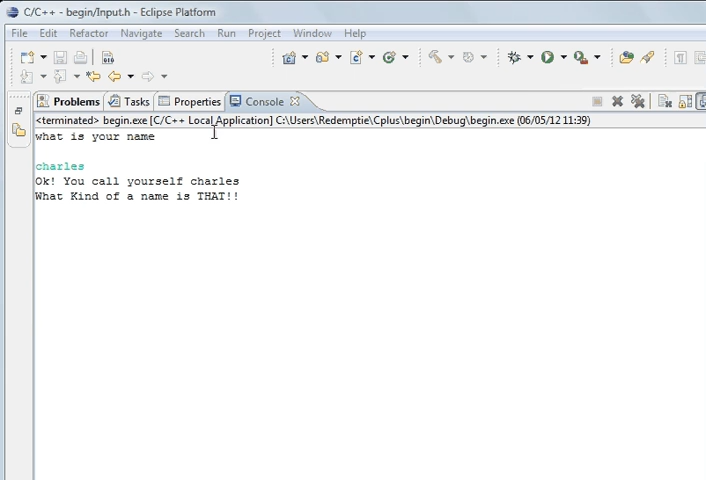 C/C++ - begin/Input.h - Eclipse Platform
File Edit Refactor Navigate Search Run Project Window Help
Problems Tasks Properties Console
<terminated> begin.exe [C/C++ Local Application] C:\Users\Redemptie\Cplus\begin\Debug\begin.exe (06/05/12 11:39)
what is your name
charles
Ok! You call yourself charles
What Kind of a name is THAT!!